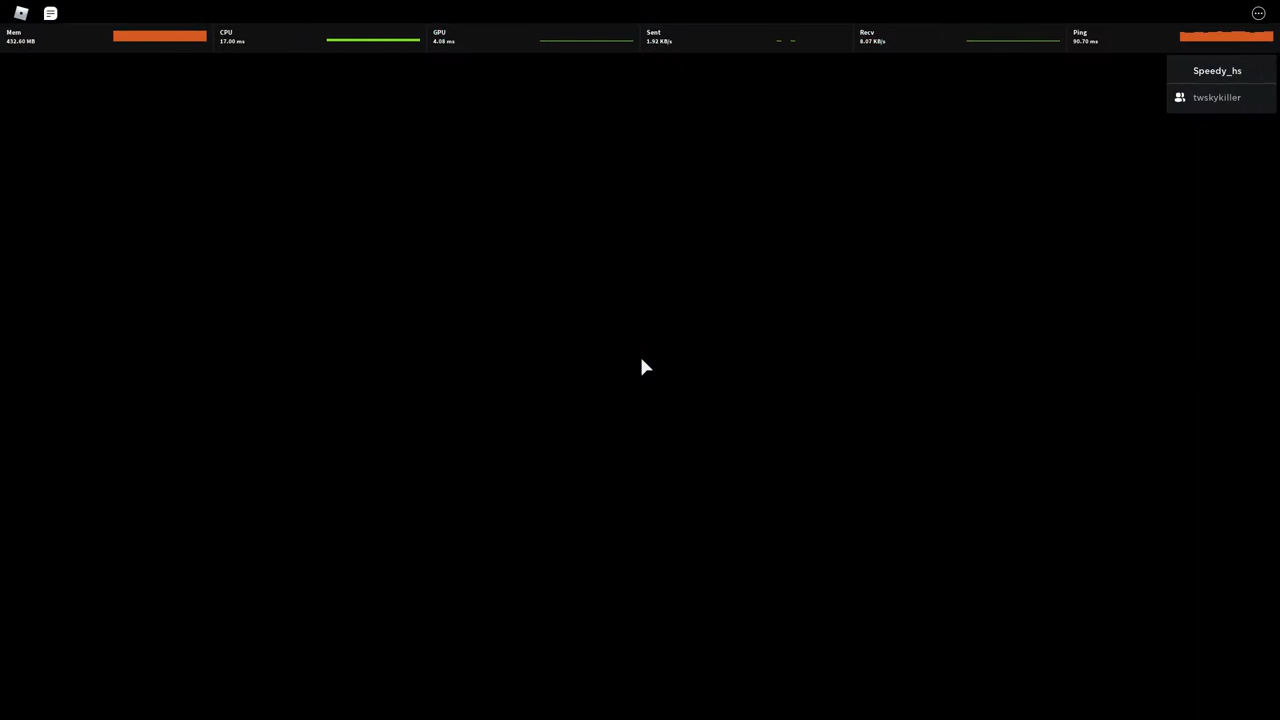 Mem CPU GPU Sent Recv Ping
432.60 MB 17.00 ms 4.08 ms 1.92 KB/s 8.07 KB/s 90.70 ms
Speedy_hs
twskykiller